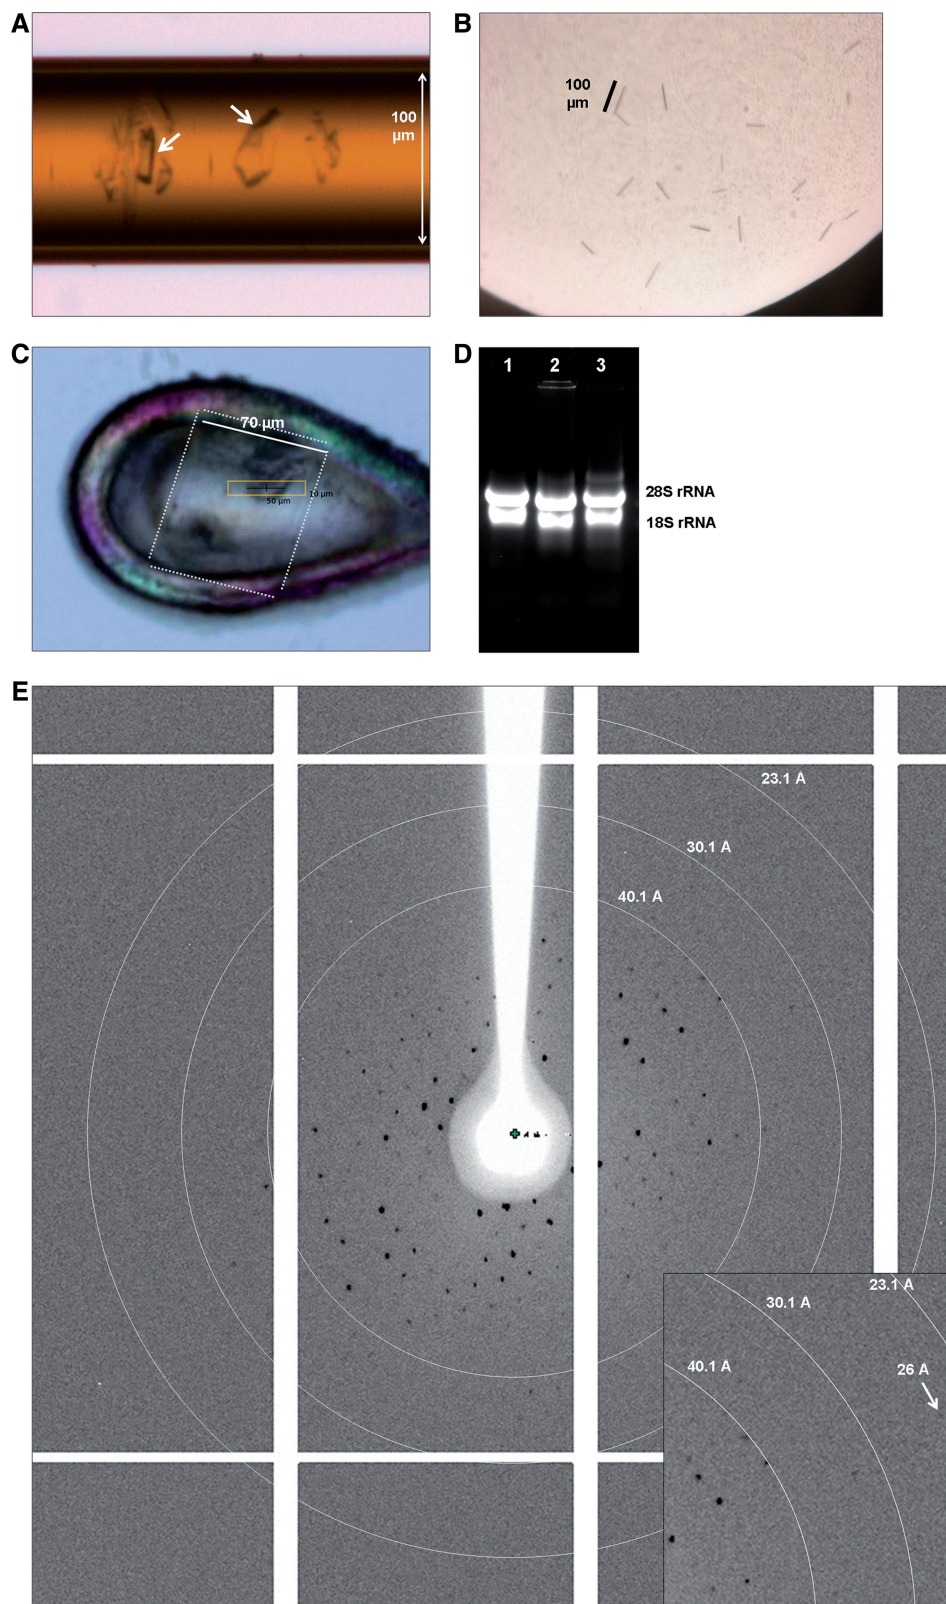 A
100
µm
B
100
µm
C
70 µm
10 µm
50 µm
D
1 2 3
28S rRNA
18S rRNA
E
23.1 A
30.1 A
40.1 A
23.1 A
30.1 A
40.1 A
26 A